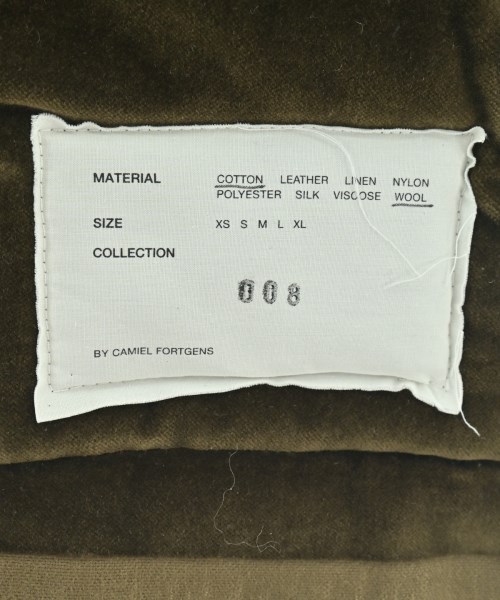 MATERIAL COTTON LEATHER LINEN NYLON
POLYESTER SILK VISCOSE WOOL
SIZE XS S M L XL
COLLECTION
008
BY CAMIEL FORTGENS